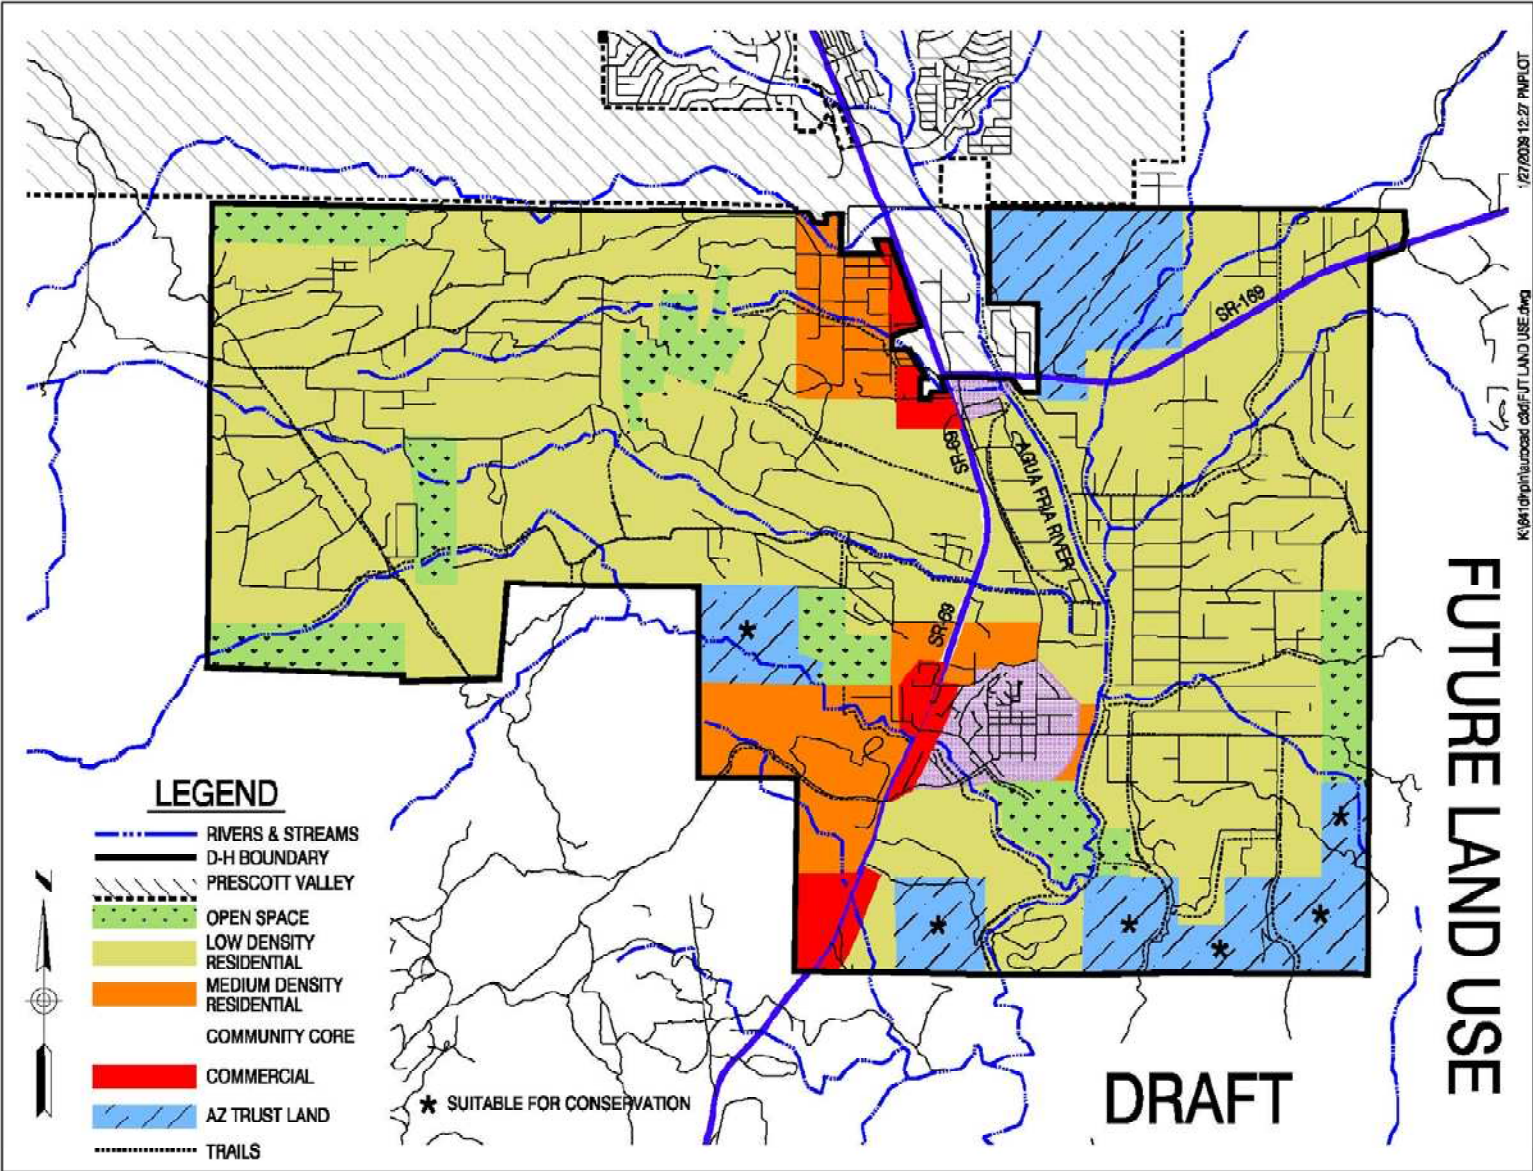 FUTURE LAND USE
SR-169
SR-69
AGUA FRIA RIVER
SR-69
LEGEND
RIVERS & STREAMS
D-H BOUNDARY
PRESCOTT VALLEY
OPEN SPACE
LOW DENSITY
RESIDENTIAL
MEDIUM DENSITY
RESIDENTIAL
COMMUNITY CORE
COMMERCIAL
AZ TRUST LAND
TRAILS
* SUITABLE FOR CONSERVATION
DRAFT